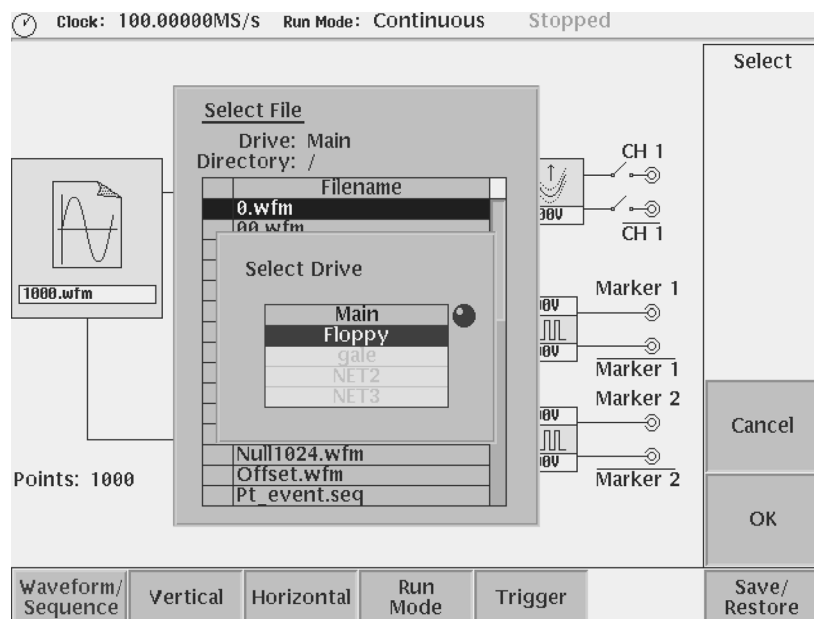 Clock: 100.00000MS/s Run Mode: Continuous Stopped
Select
Select File
Drive: Main
Directory: /
Filename
0.wfm
00.wfm
Select Drive
Main
Floppy
gale
NET2
NET3
Null1024.wfm
Offset.wfm
Pt_event.seq
1000.wfm
Points: 1000
CH 1
CH 1
Marker 1
Marker 1
Marker 2
Marker 2
Cancel
OK
Waveform/
Sequence
Vertical
Horizontal
Run
Mode
Trigger
Save/
Restore